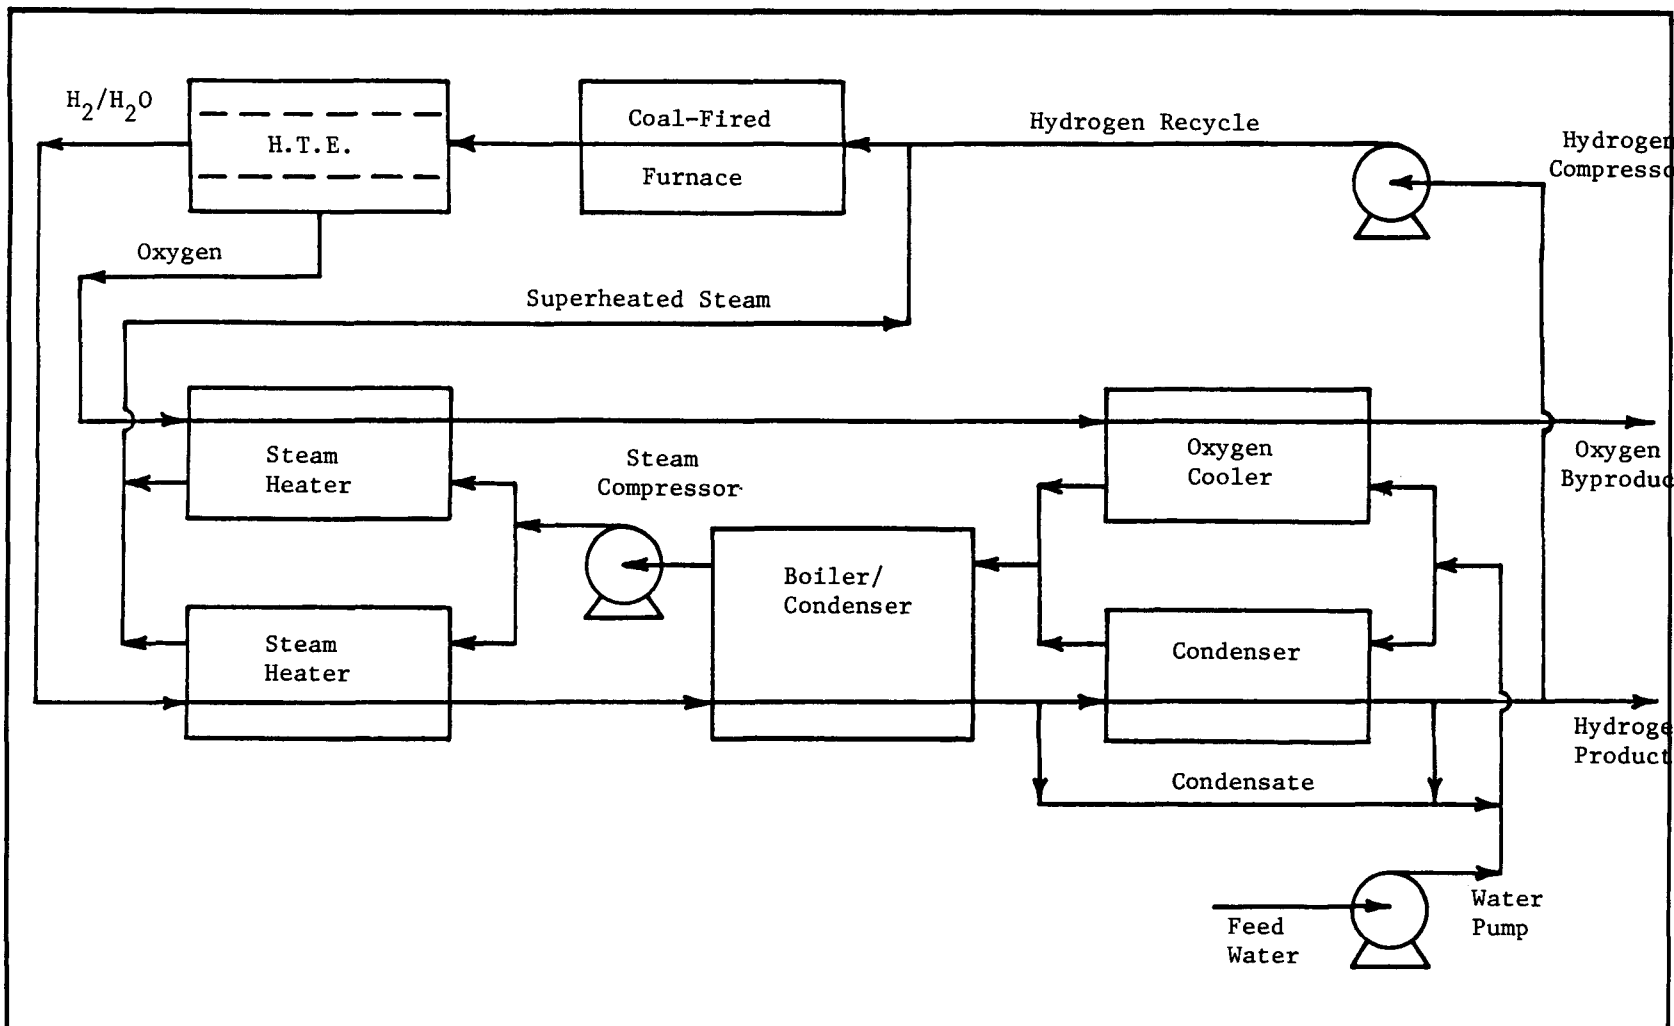 H2/H2O
H.T.E.
Coal-Fired
Furnace
Hydrogen Recycle
Hydrogen
Compresso
Oxygen
Superheated Steam
Steam
Heater
Steam
Compressor
Oxygen
Cooler
Oxygen
Byproduc
Boiler/
Condenser
Steam
Heater
Condenser
Hydroge
Product
Condensate
Water
Pump
Feed
Water